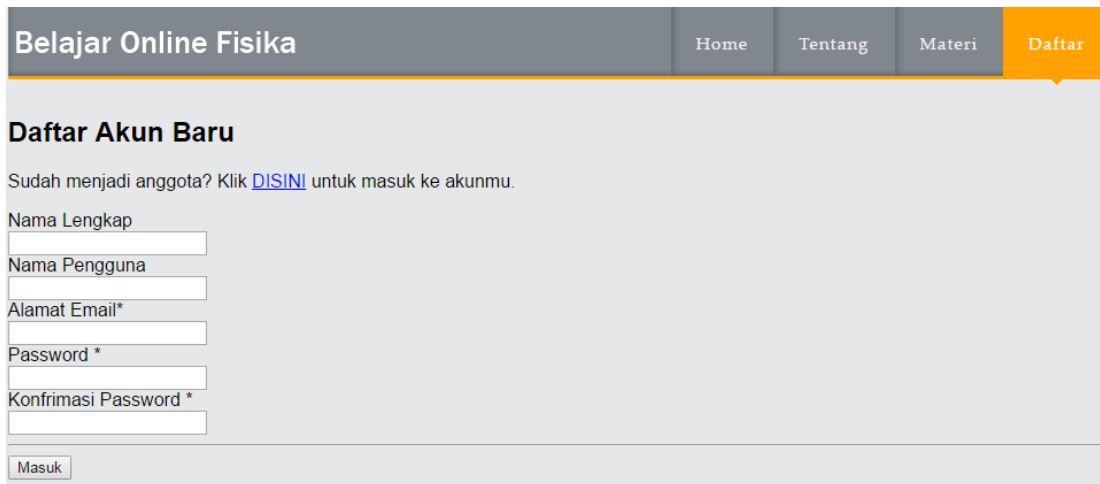 Belajar Online Fisika
Home Tentang Materi Daftar
Daftar Akun Baru
Sudah menjadi anggota? Klik DISINI untuk masuk ke akunmu.
Nama Lengkap
Nama Pengguna
Alamat Email*
Password *
Konfrimasi Password *
Masuk